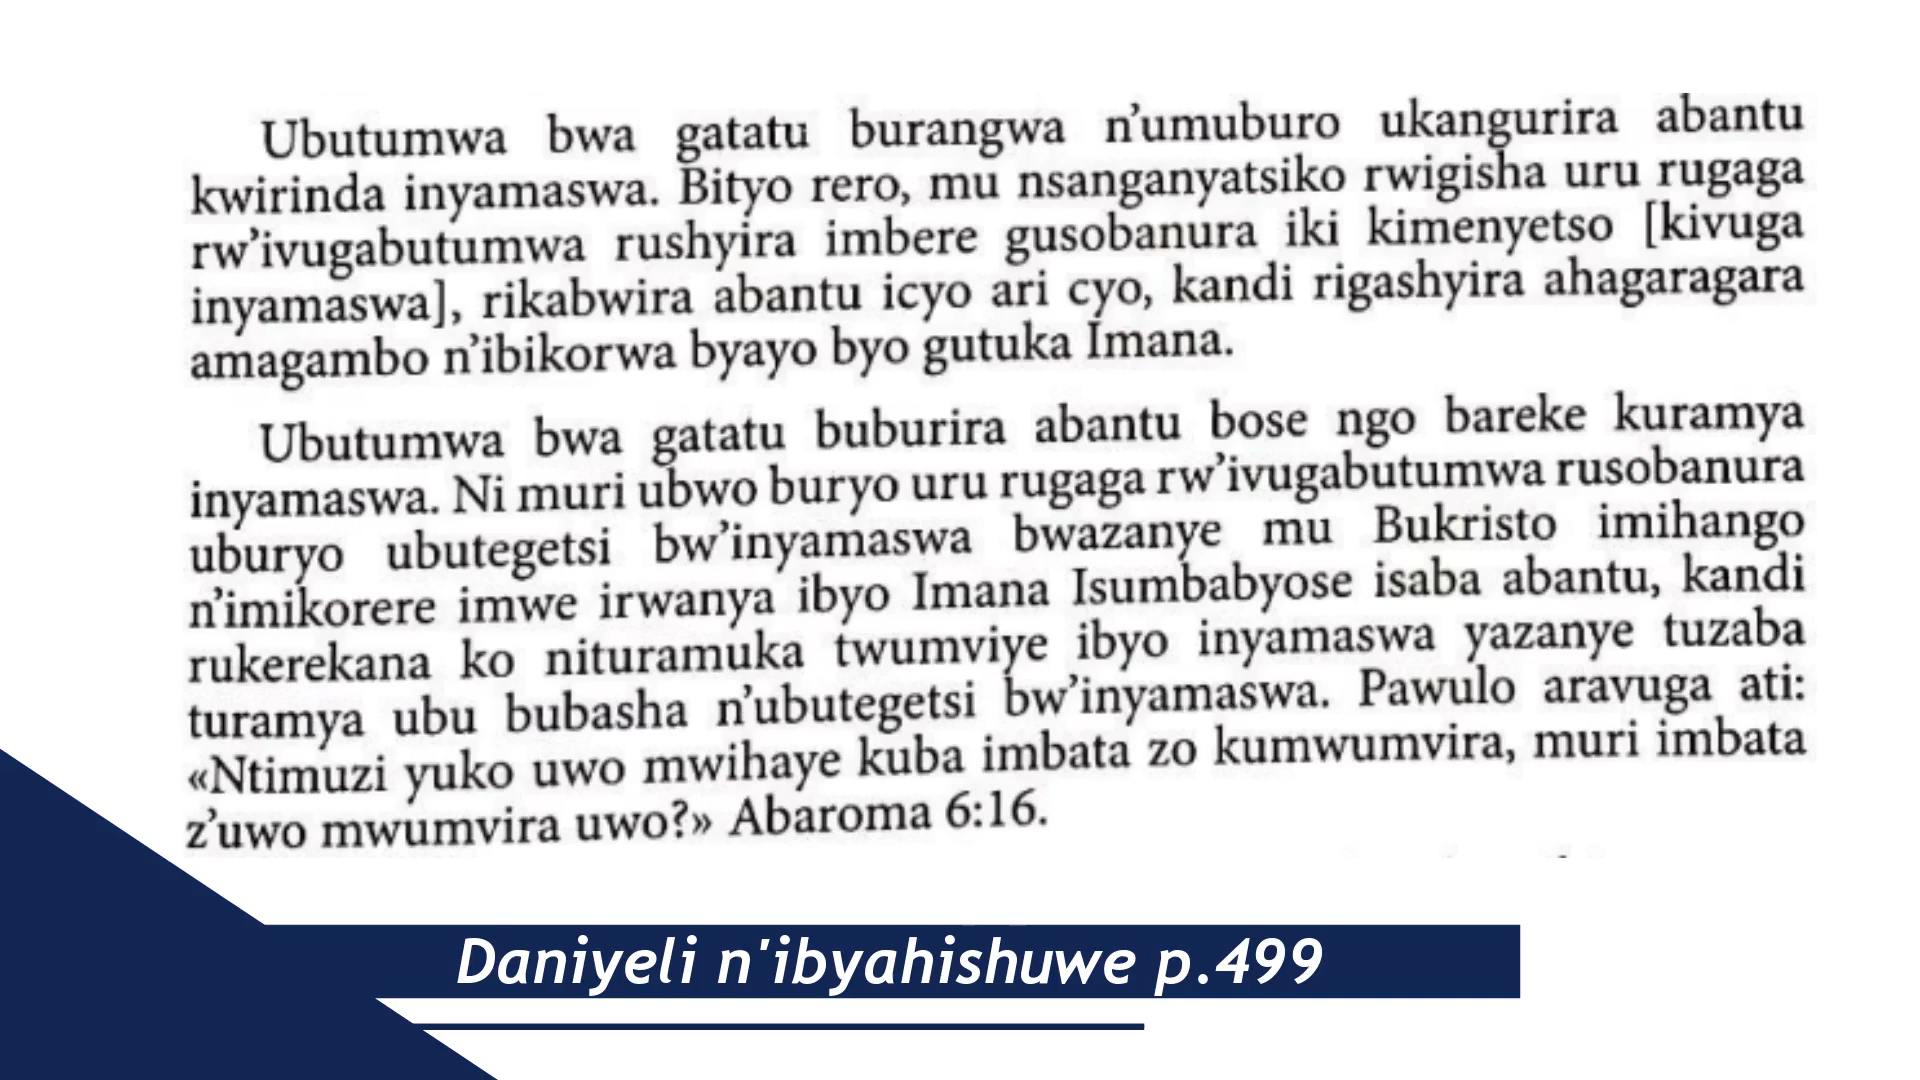 Ubutumwa bwa gatatu burangwa n’umuburo ukangurira abantu
kwirinda inyamaswa. Bityo rero, mu nsanganyatsiko rwigisha uru rugaga
rw’ivugabutumwa rushyira imbere gusobanura iki kimenyetso [kivuga
inyamaswa], rikabwira abantu icyo ari cyo, kandi rigashyira ahagaragara
amagambo n’ibikorwa byayo byo gutuka Imana.
Ubutumwa bwa gatatu buburira abantu bose ngo bareke kuramya
inyamaswa. Ni muri ubwo buryo uru rugaga rw’ivugabutumwa rusobanura
uburyo ubutegetsi bw’inyamaswa bwazanye mu Bukristo imihango
n’imikorere imwe irwanya ibyo Imana Isumbabyose isaba abantu, kandi
rukerekana ko nituramuka twumviye ibyo inyamaswa yazanye tuzaba
turamya ubu bubasha n’ubutegetsi bw’inyamaswa. Pawulo aravuga ati:
«Ntimuzi yuko uwo mwihaye kuba imbata zo kumwumvira, muri imbata
z’uwo mwumvira uwo?» Abaroma 6:16.
Daniyeli n'ibyahishuwe p.499